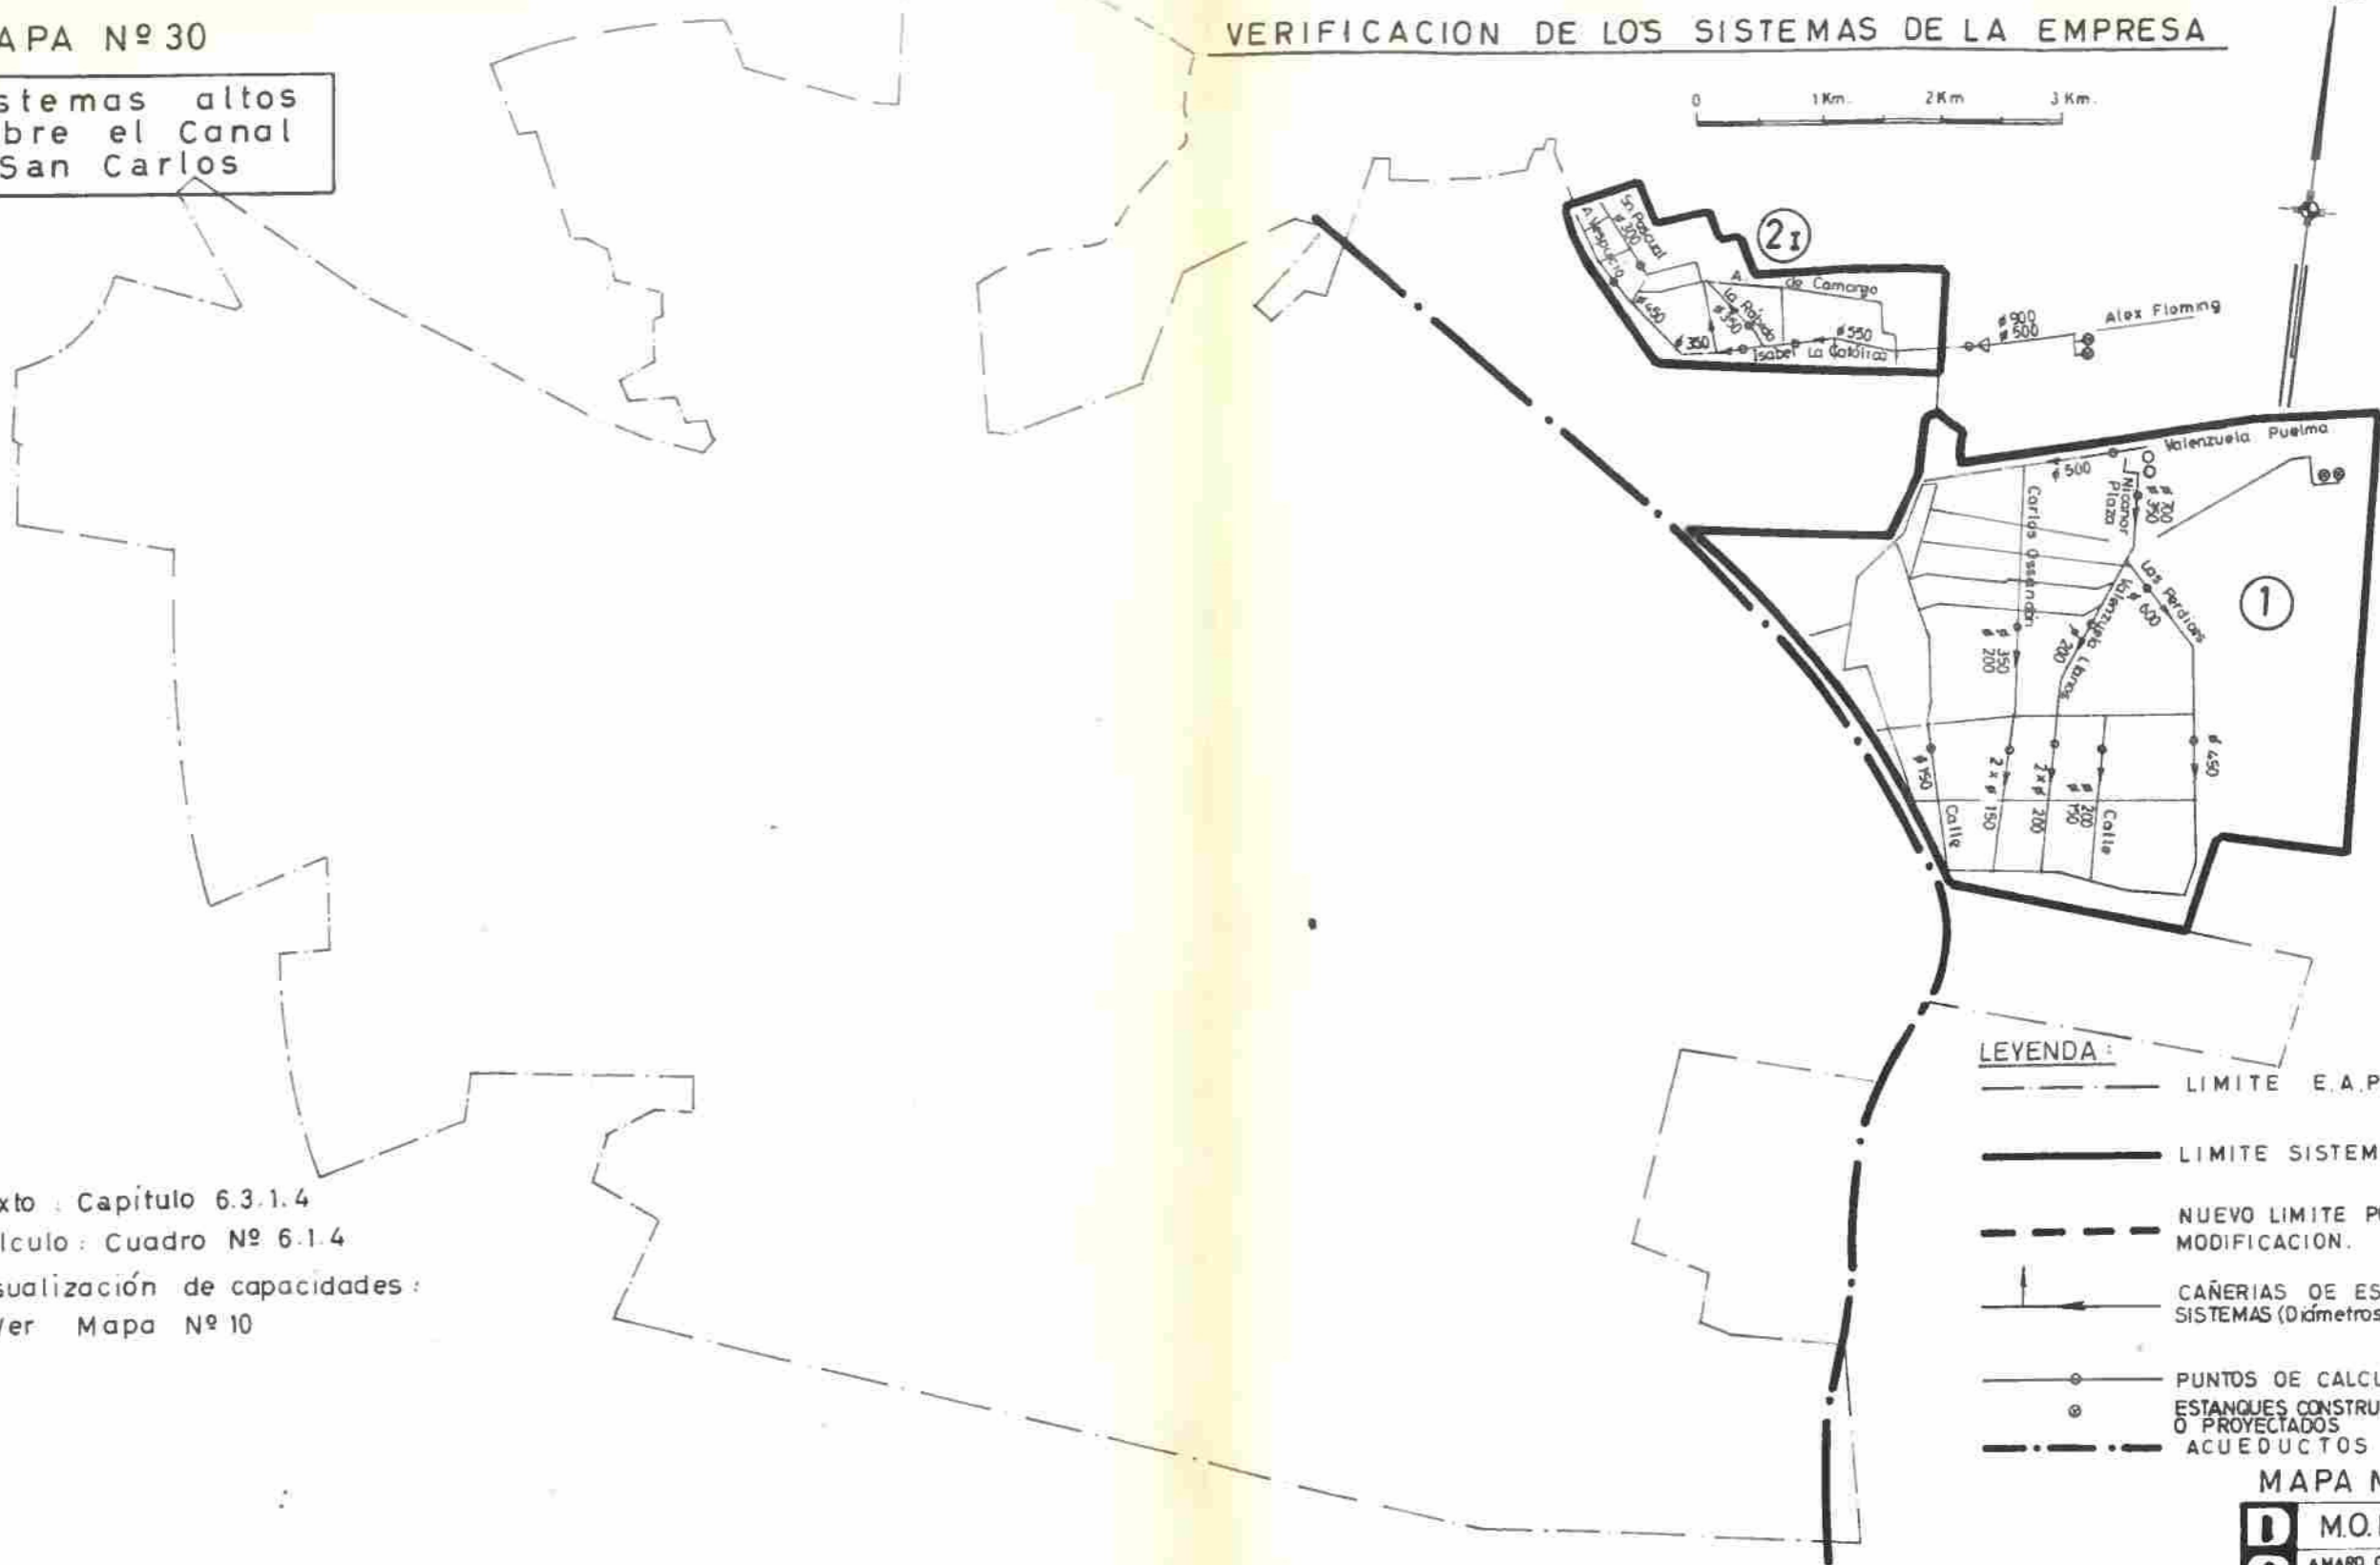 APA Nº 30
stemas altos
bre el Canal
San Carlos
VERIFICACION DE LOS SISTEMAS DE LA EMPRESA
0 1 Km. 2 Km 3 Km.
2I
Sn. Pascual
ø 300
A. Vespucio
ø 450
A. de Camargo
La Rabida
ø 350
ø 350
ø 550
Isabel La Católica
ø 900
ø 500
Alex Fleming
Valenzuela Puelma
ø 500
Nicanor
Plaza
ø 700
ø 350
Carlos Ossandón
Las Perdices
ø 600
Valenzuela Llanos
ø 200
ø 350
ø 200
1
ø 450
ø 150
2 x ø 150
2 x ø 200
ø 200
ø 150
Calle
Calle
LEYENDA :
LIMITE E.A.P
LIMITE SISTEM
NUEVO LIMITE P
MODIFICACION.
CAÑERIAS DE ES
SISTEMAS (Diámetros
PUNTOS DE CALCU
ESTANQUES CONSTRU
O PROYECTADOS
ACUEDUCTOS
xto : Capítulo 6.3.1.4
lculo : Cuadro Nº 6.1.4
sualización de capacidades :
Ver Mapa Nº 10
MAPA N
D M.O.